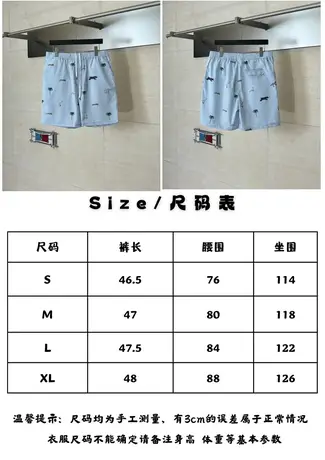 Size/尺码表
尺码 裤长 腰围 坐围
S 46.5 76 114
M 47 80 118
L 47.5 84 122
XL 48 88 126
温馨提示: 尺码均为手工测量、有3cm的误差属于正常情况
衣服尺码不能确定请备注身高 体重等基本参数